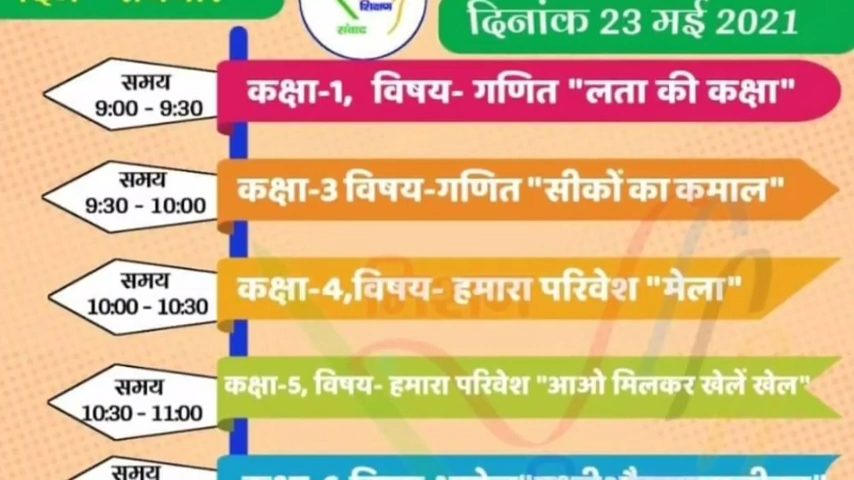 दिनांक 23 मई 2021
शिक्षण
संवाद
समय
9:00 - 9:30
कक्षा-1, विषय- गणित "लता की कक्षा"
समय
9:30 - 10:00
कक्षा-3 विषय-गणित "सीकों का कमाल"
समय
10:00 - 10:30
कक्षा-4,विषय- हमारा परिवेश "मेला"
मिशन
समय
10:30 - 11:00
कक्षा-5, विषय- हमारा परिवेश "आओ मिलकर खेलें खेल"
समय